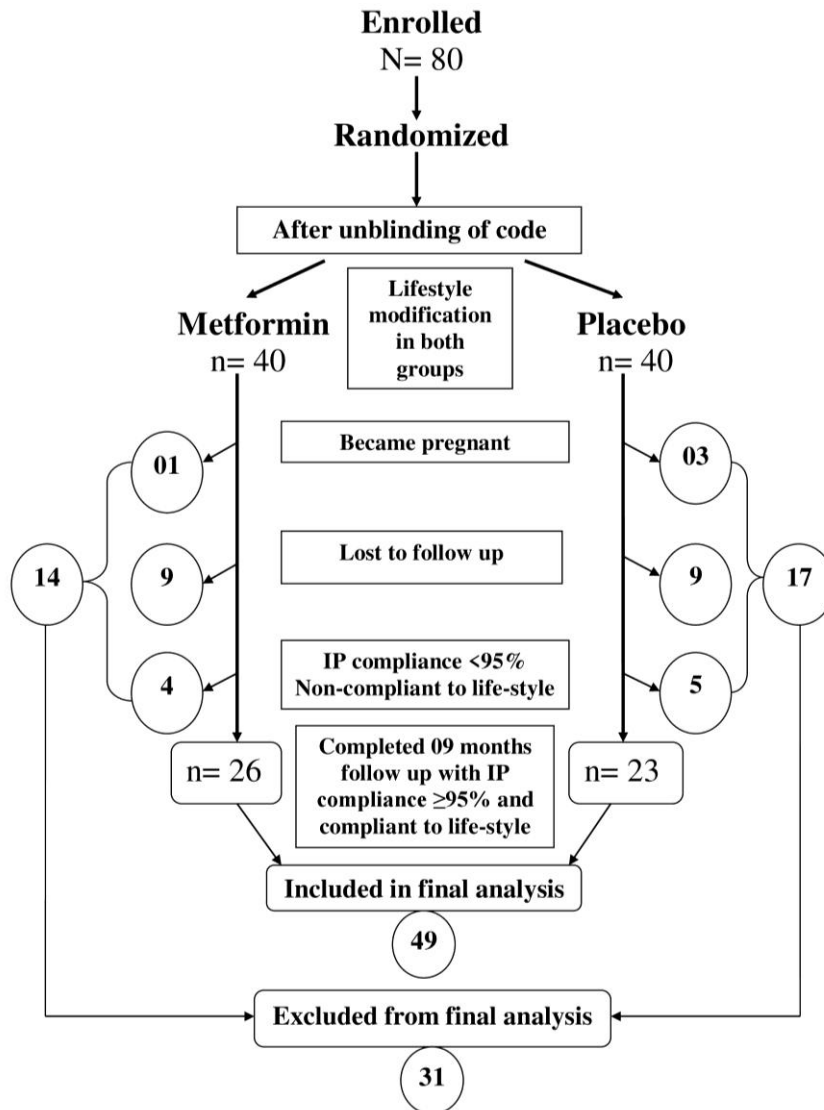 Enrolled
N= 80
Randomized
After unblinding of code
Lifestyle
modification
in both
groups
Metformin
n= 40
Placebo
n= 40
Became pregnant
01
03
Lost to follow up
14
9
9
17
IP compliance <95%
Non-compliant to life-style
4
5
n= 26
Completed 09 months
follow up with IP
compliance ≥95% and
compliant to life-style
n= 23
Included in final analysis
49
Excluded from final analysis
31